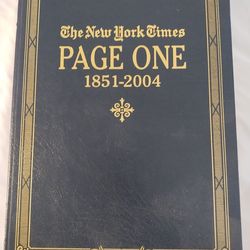 The New York Times
PAGE ONE
1851-2004